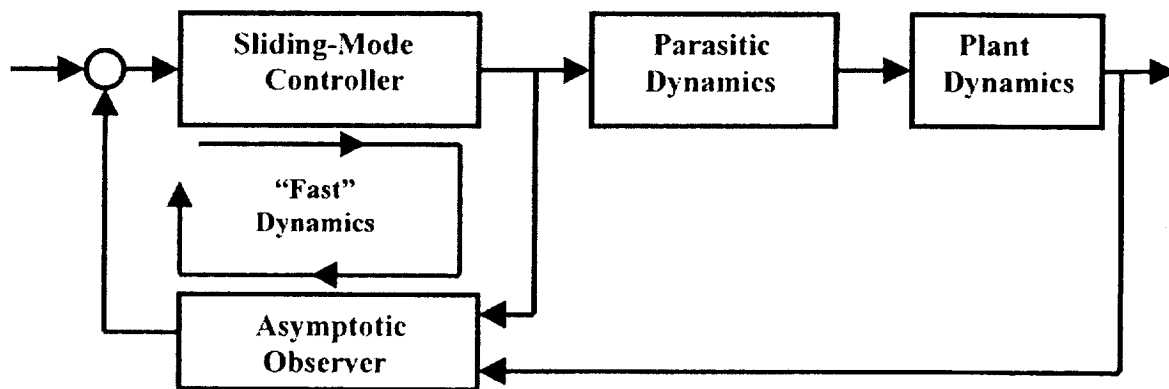 Sliding-Mode
Controller
Parasitic
Dynamics
Plant
Dynamics
“Fast”
Dynamics
Asymptotic
Observer